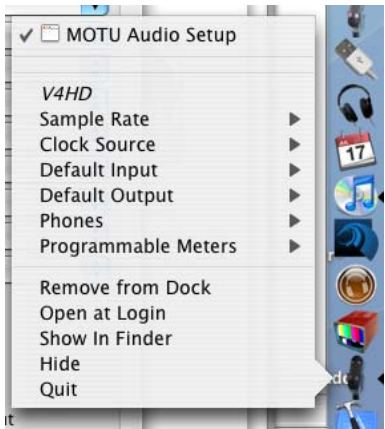 ✓ MOTU Audio Setup
V4HD
Sample Rate
Clock Source
Default Input
Default Output
Phones
Programmable Meters
Remove from Dock
Open at Login
Show In Finder
Hide
Quit
17